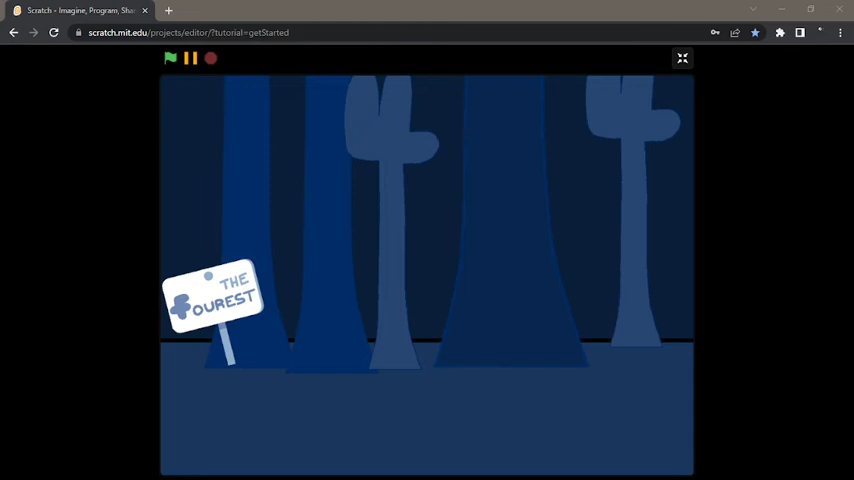 Scratch - Imagine, Program, Sha
scratch.mit.edu/projects/editor/?tutorial=getStarted
THE
fOUREST